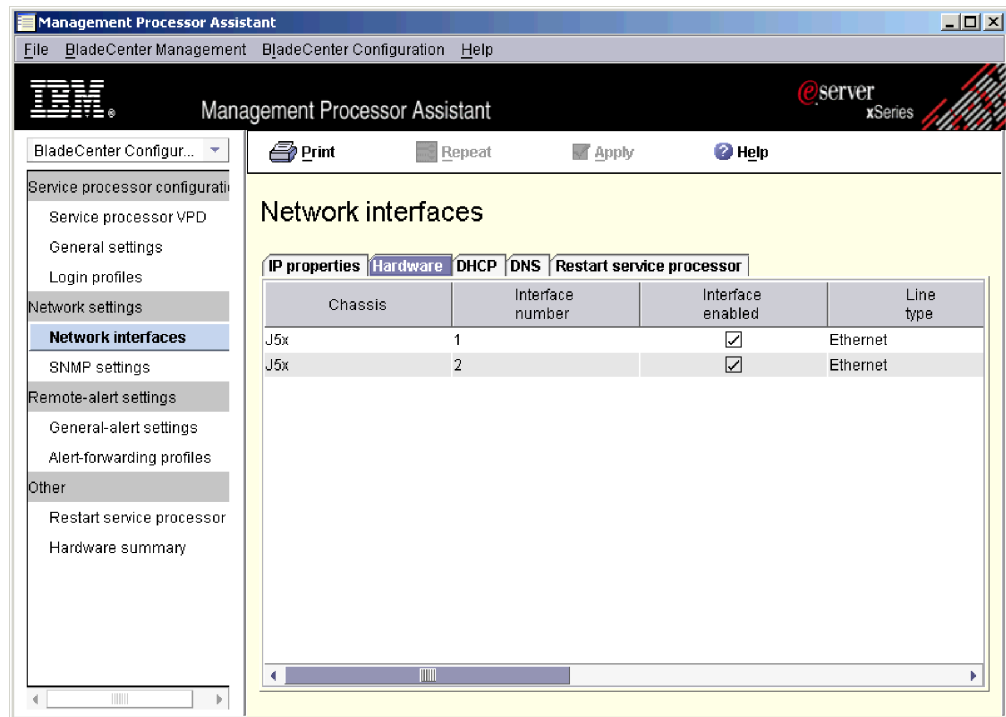 Management Processor Assistant
File BladeCenter Management BladeCenter Configuration Help
IBM®
Management Processor Assistant
eserver
xSeries
BladeCenter Configur...
Print Repeat Apply Help
Service processor configurati
Service processor VPD
General settings
Login profiles
Network settings
Network interfaces
SNMP settings
Remote-alert settings
General-alert settings
Alert-forwarding profiles
Other
Restart service processor
Hardware summary
Network interfaces
IP properties Hardware DHCP DNS Restart service processor
Chassis Interface number Interface enabled Line type
J5x 1 Ethernet
J5x 2 Ethernet